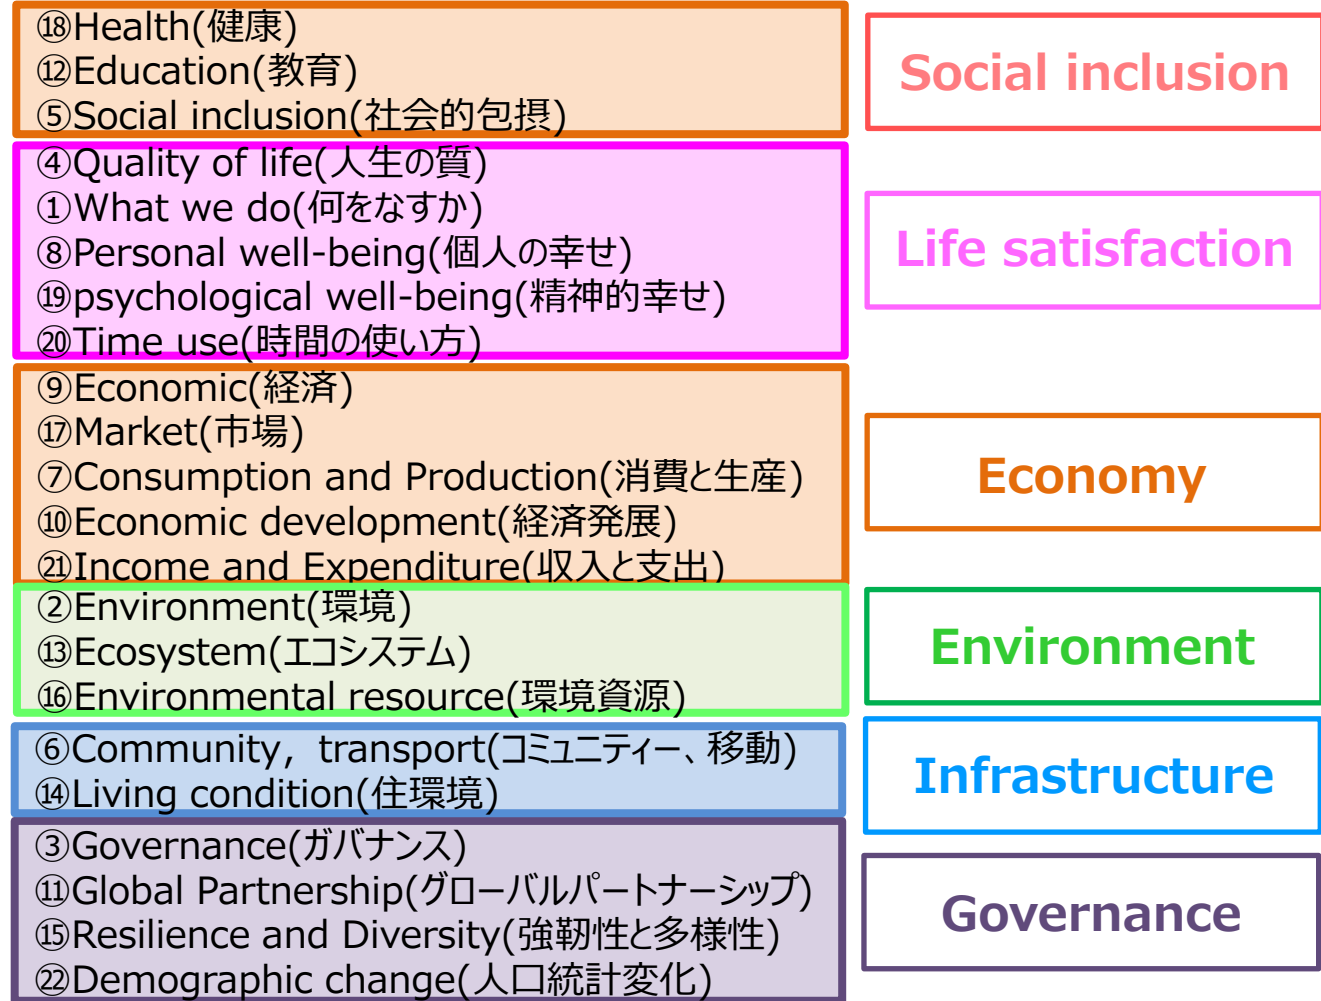 ⑱Health(健康)
⑫Education(教育)
⑤Social inclusion(社会的包摂)
Social inclusion
④Quality of life(人生の質)
①What we do(何をなすか)
⑧Personal well-being(個人の幸せ)
⑲psychological well-being(精神的幸せ)
⑳Time use(時間の使い方)
Life satisfaction
⑨Economic(経済)
⑰Market(市場)
⑦Consumption and Production(消費と生産)
⑩Economic development(経済発展)
㉑Income and Expenditure(収入と支出)
Economy
②Environment(環境)
⑬Ecosystem(エコシステム)
⑯Environmental resource(環境資源)
Environment
⑥Community, transport(コミュニティー、移動)
⑭Living condition(住環境)
Infrastructure
③Governance(ガバナンス)
⑪Global Partnership(グローバルパートナーシップ)
⑮Resilience and Diversity(強靭性と多様性)
㉒Demographic change(人口統計変化)
Governance